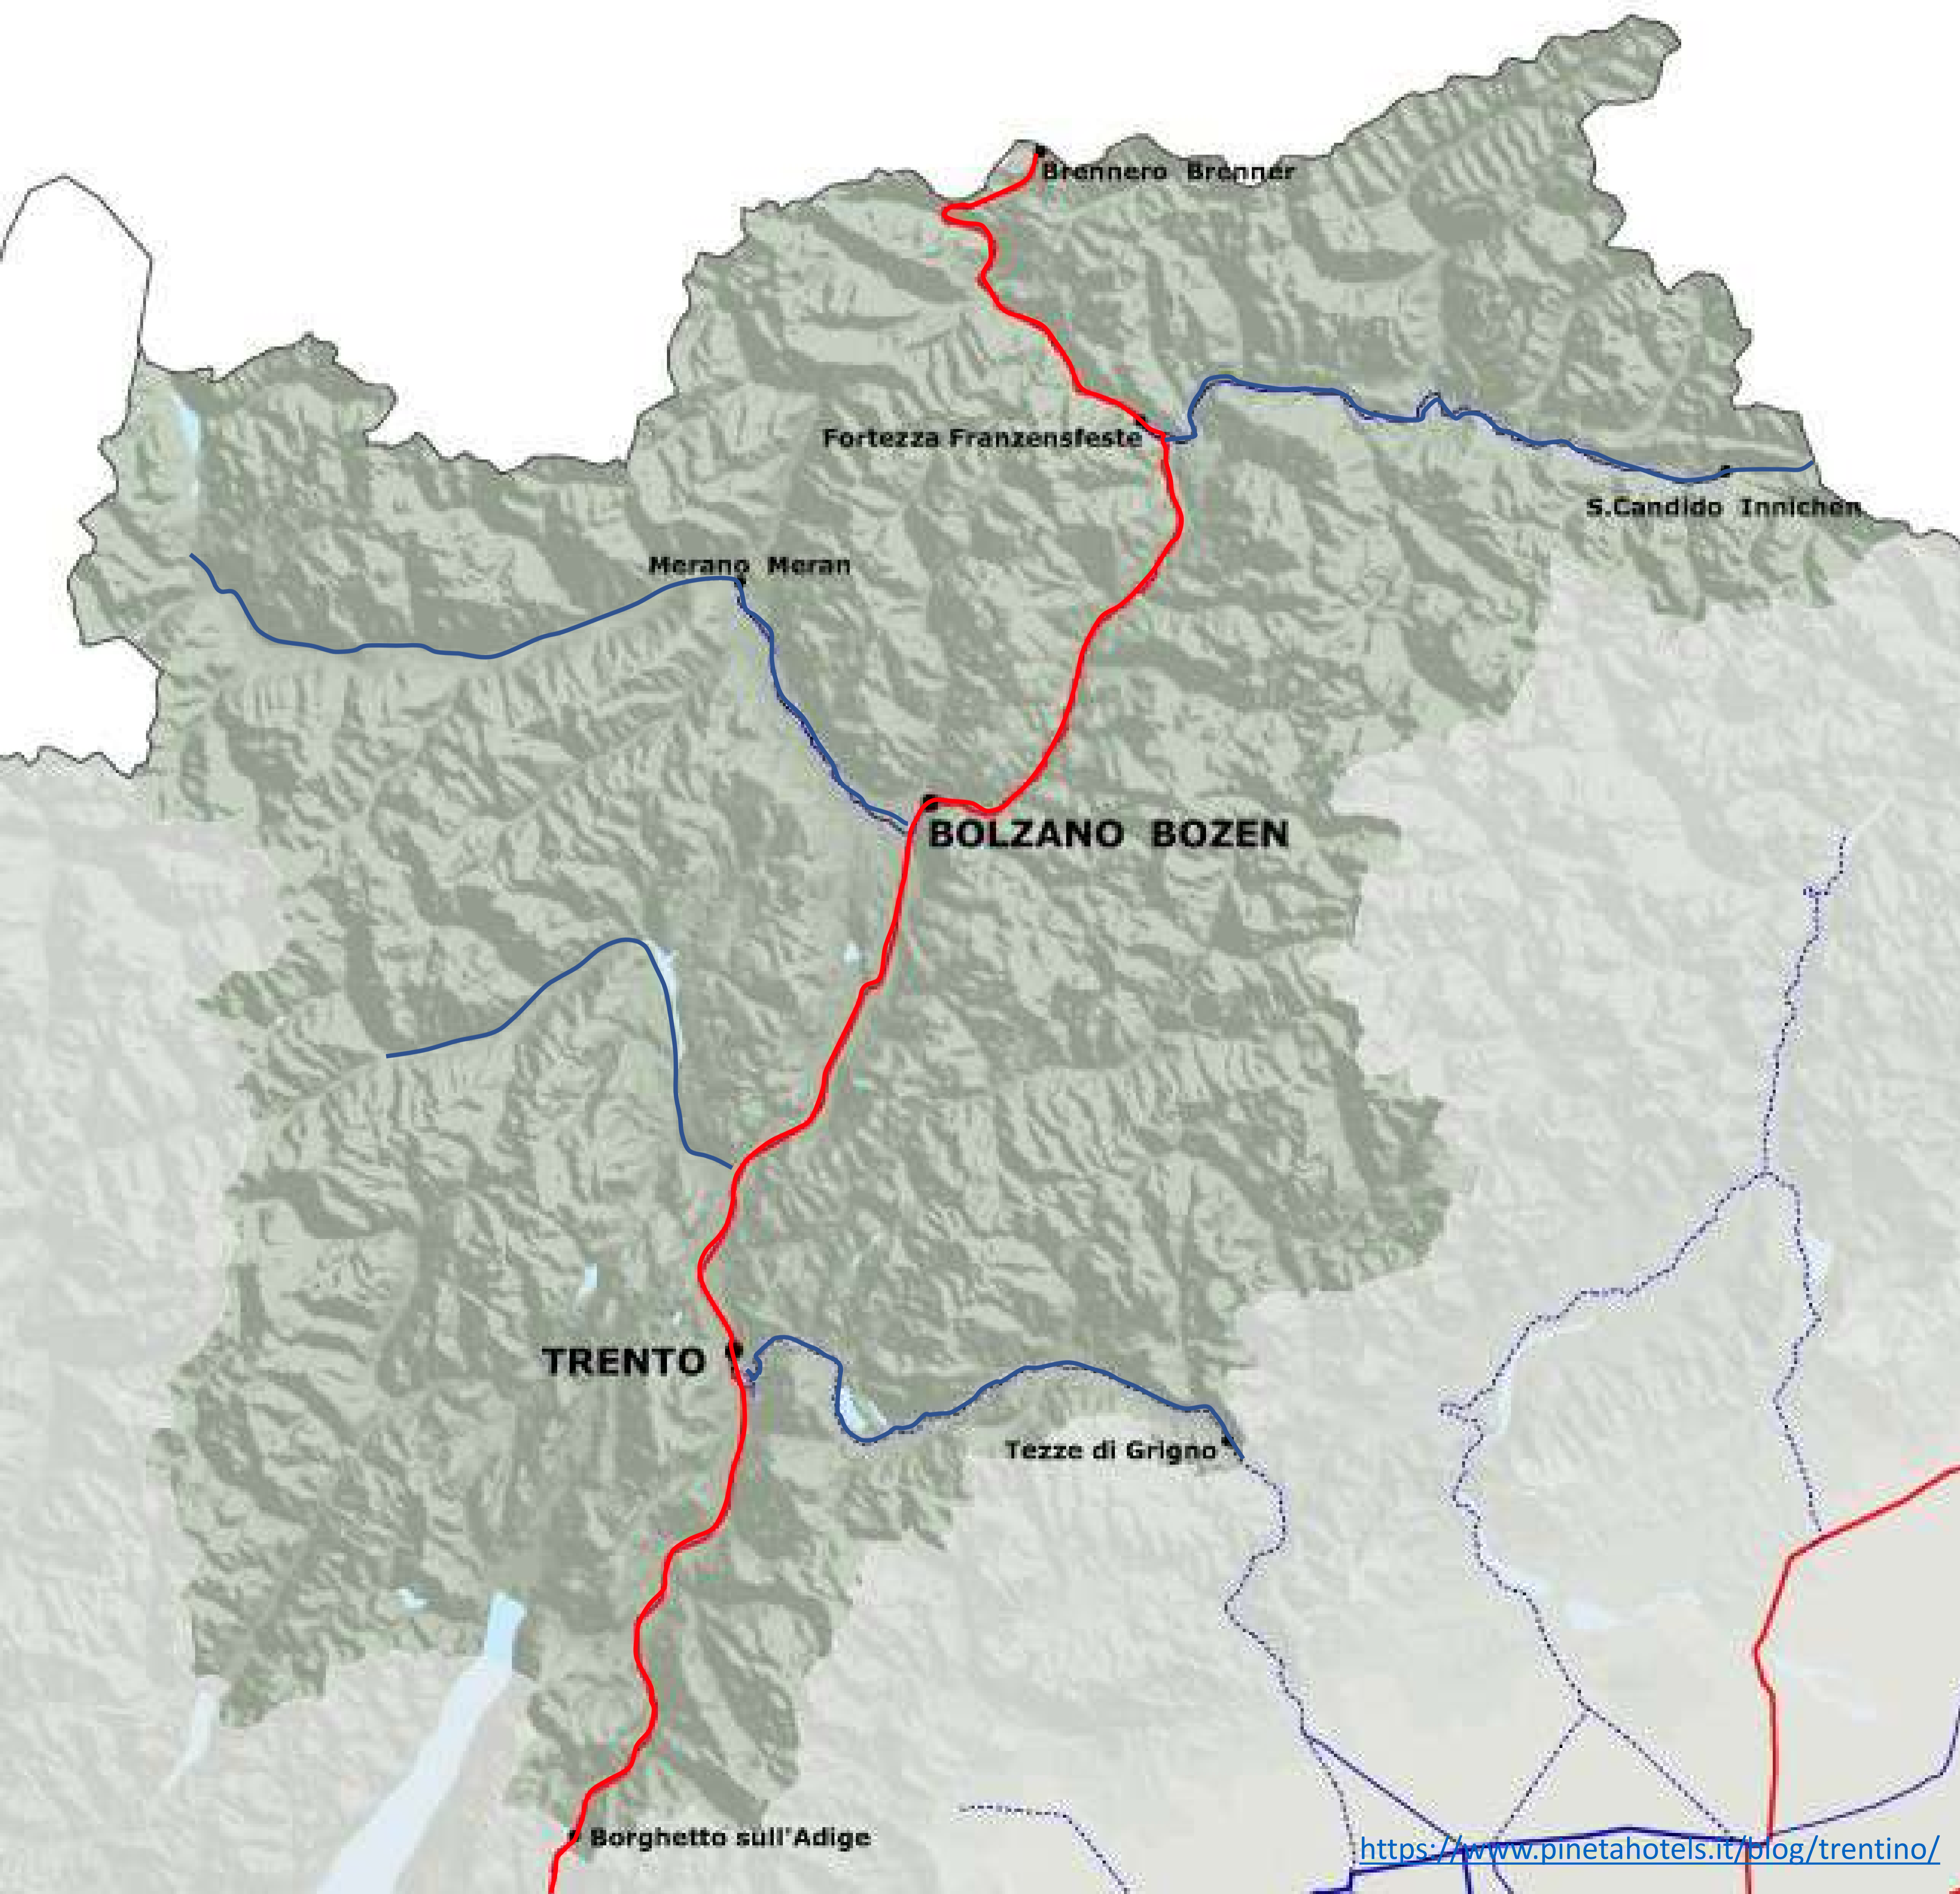 Brennero Brenner
Fortezza Franzensfeste
S.Candido Innichen
Merano Meran
BOLZANO BOZEN
TRENTO
Tezze di Grigno
Borghetto sull'Adige
https://www.pinetahotels.it/blog/trentino/